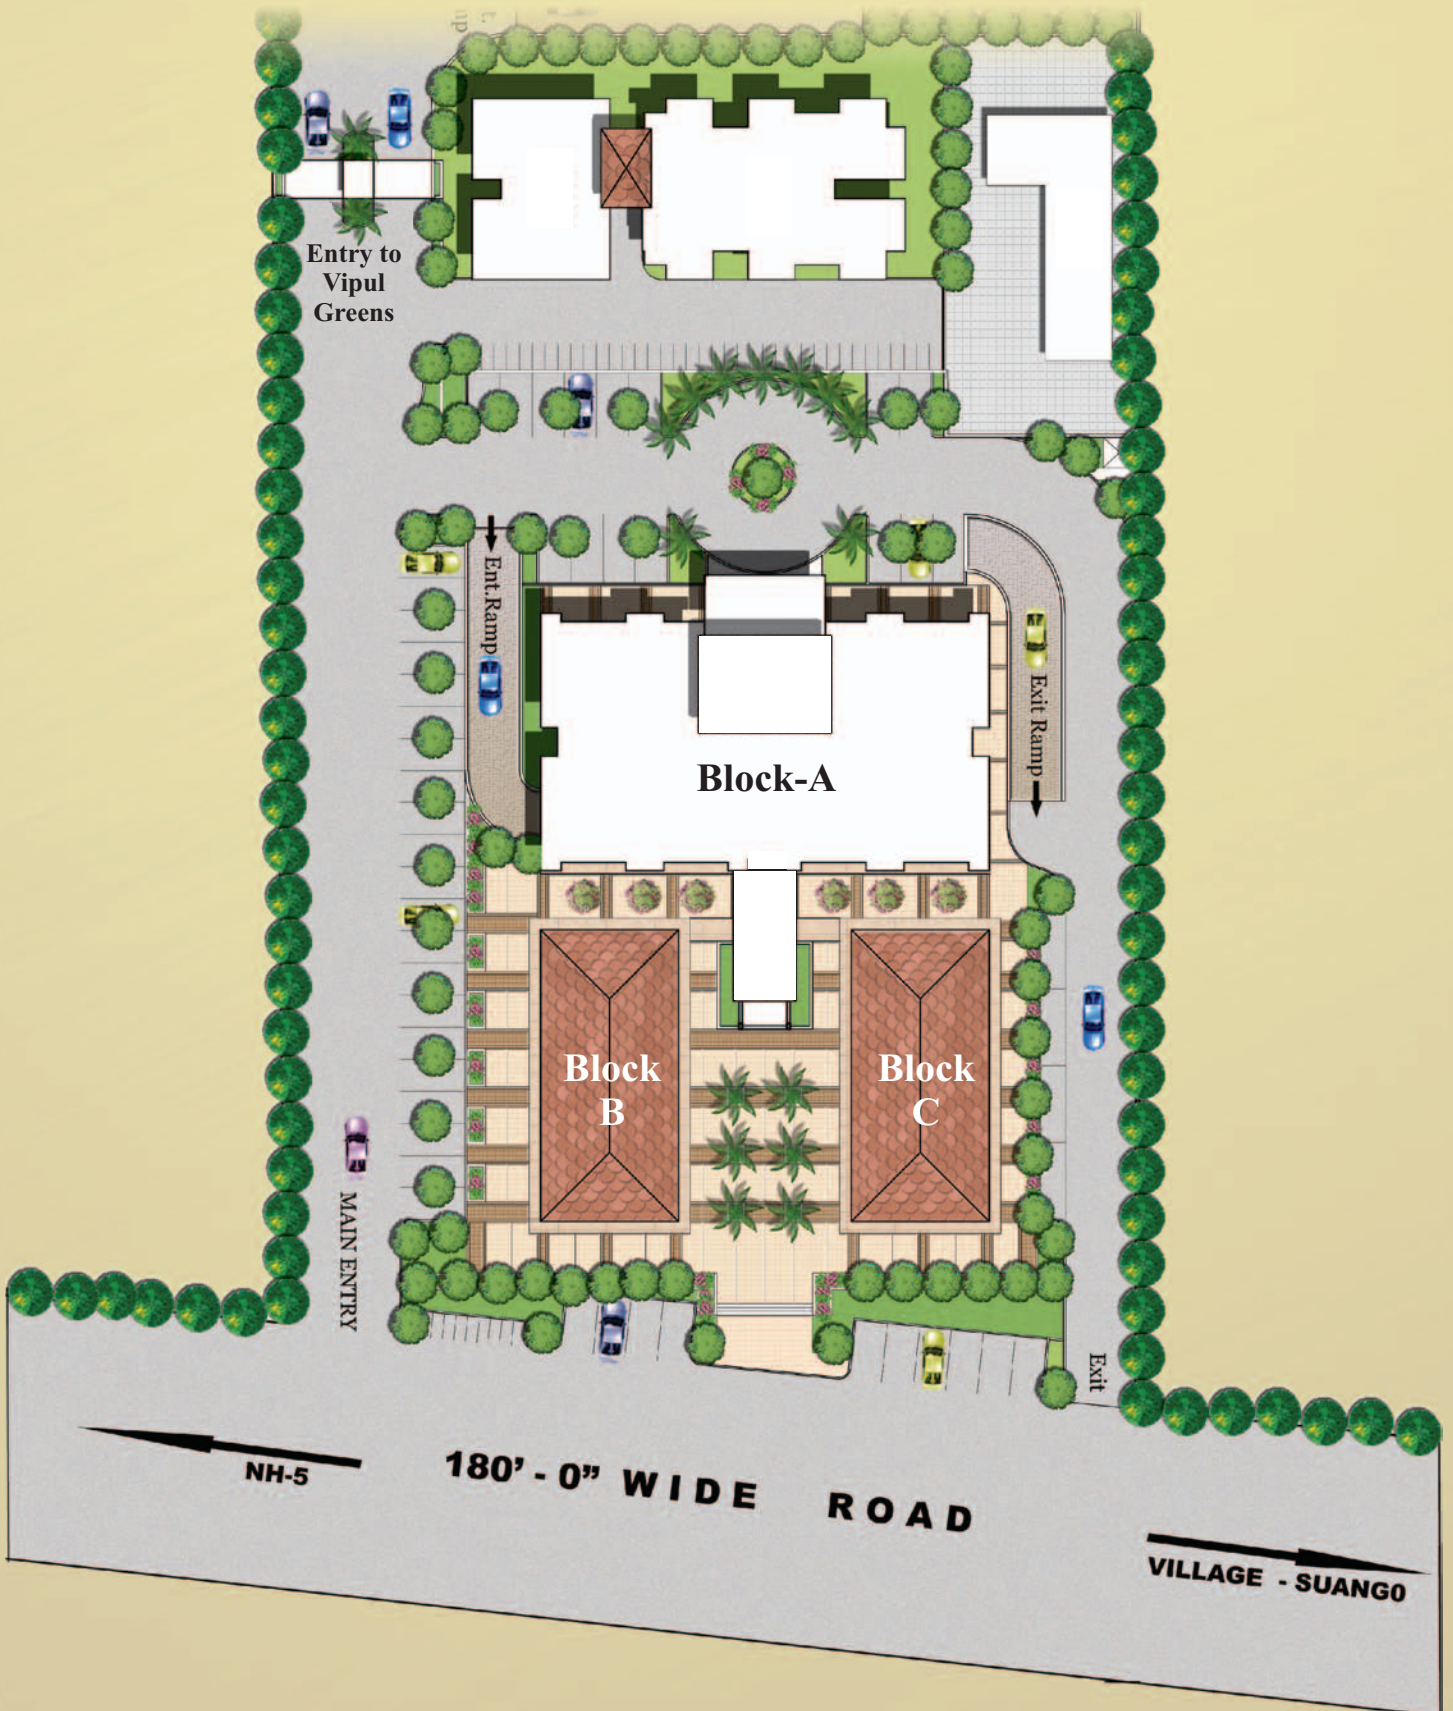 Entry to
Vipul
Greens
Ent.Ramp
Exit Ramp
Block-A
Block
B
Block
C
MAIN ENTRY
Exit
NH-5
180’ - 0” WIDE ROAD
VILLAGE - SUANG0